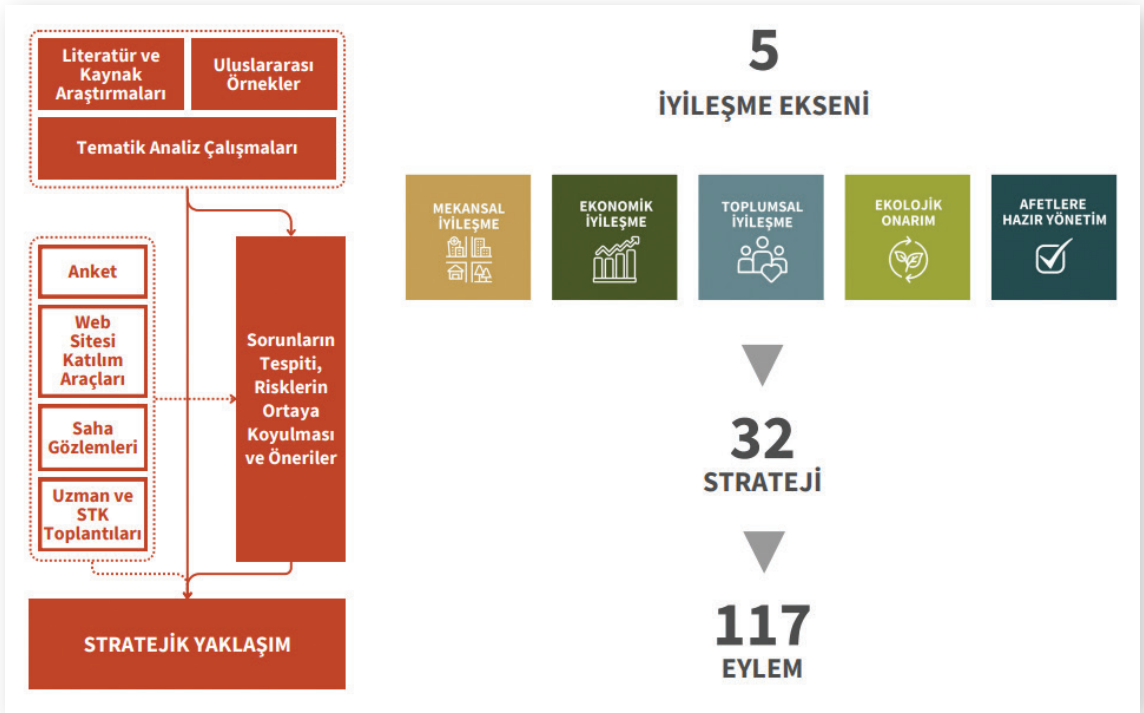 Literatür ve
Kaynak
Araştırmaları
Uluslararası
Örnekler
Tematik Analiz Çalışmaları
Anket
Web
Sitesi
Katılım
Araçları
Saha
Gözlemleri
Uzman ve
STK
Toplantıları
Sorunların
Tespiti,
Risklerin
Ortaya
Koyulması
ve Öneriler
STRATEJİK YAKLAŞIM
5
İYİLEŞME EKSENİ
MEKANSAL
İYİLEŞME
EKONOMİK
İYİLEŞME
TOPLUMSAL
İYİLEŞME
EKOLOJİK
ONARIM
AFETLERE
HAZIR YÖNETİM
32
STRATEJİ
117
EYLEM